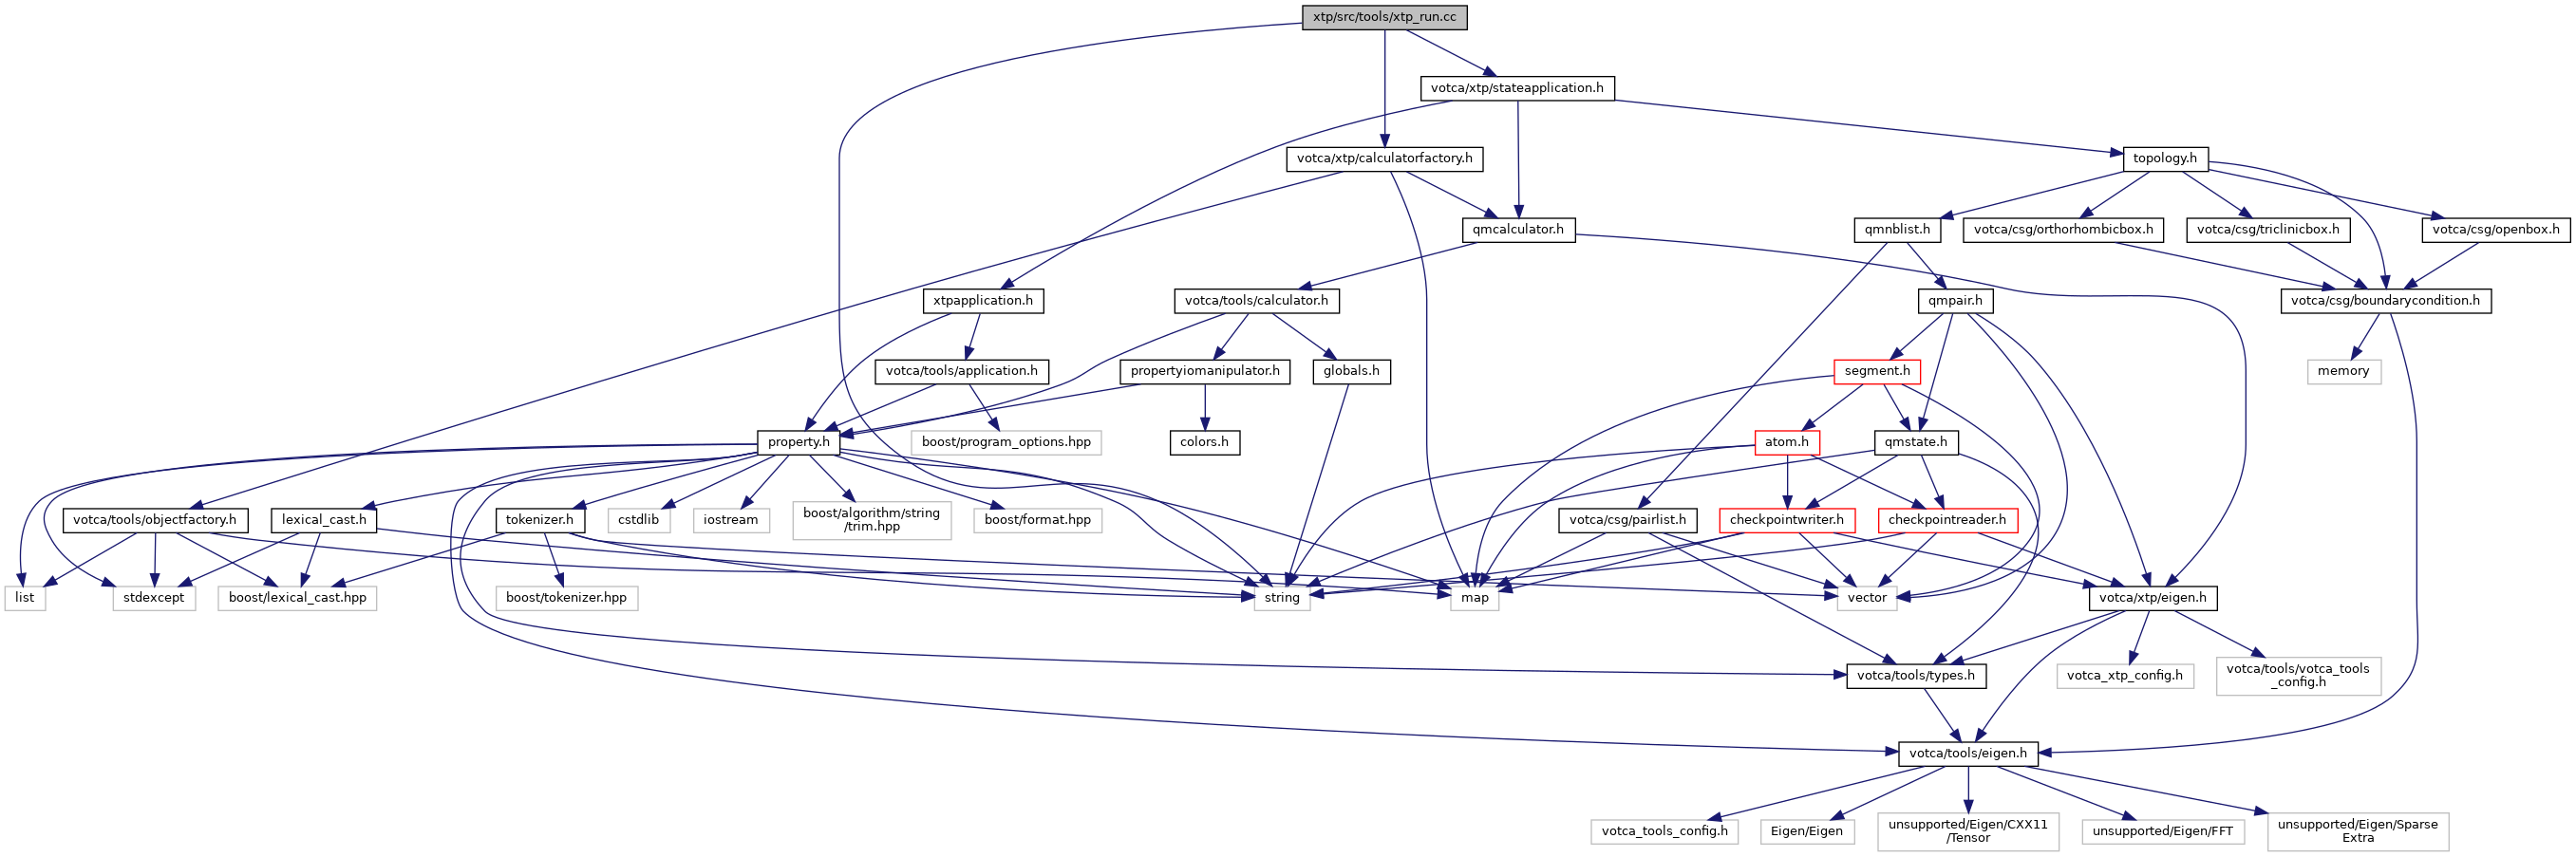 xtp/src/tools/xtp_run.cc
votca/xtp/stateapplication.h
votca/xtp/calculatorfactory.h
topology.h
qmcalculator.h
qmnblist.h
votca/csg/orthorhombicbox.h
votca/csg/triclinicbox.h
votca/csg/openbox.h
xtpapplication.h
votca/tools/calculator.h
qmpair.h
votca/csg/boundarycondition.h
votca/tools/application.h
propertyiomanipulator.h
globals.h
segment.h
memory
property.h
boost/program_options.hpp
colors.h
atom.h
qmstate.h
votca/tools/objectfactory.h
lexical_cast.h
tokenizer.h
cstdlib
iostream
boost/algorithm/string
/trim.hpp
boost/format.hpp
votca/csg/pairlist.h
checkpointwriter.h
checkpointreader.h
list
stdexcept
boost/lexical_cast.hpp
boost/tokenizer.hpp
string
map
vector
votca/xtp/eigen.h
votca/tools/types.h
votca_xtp_config.h
votca/tools/votca_tools
_config.h
votca/tools/eigen.h
votca_tools_config.h
Eigen/Eigen
unsupported/Eigen/CXX11
/Tensor
unsupported/Eigen/FFT
unsupported/Eigen/Sparse
Extra